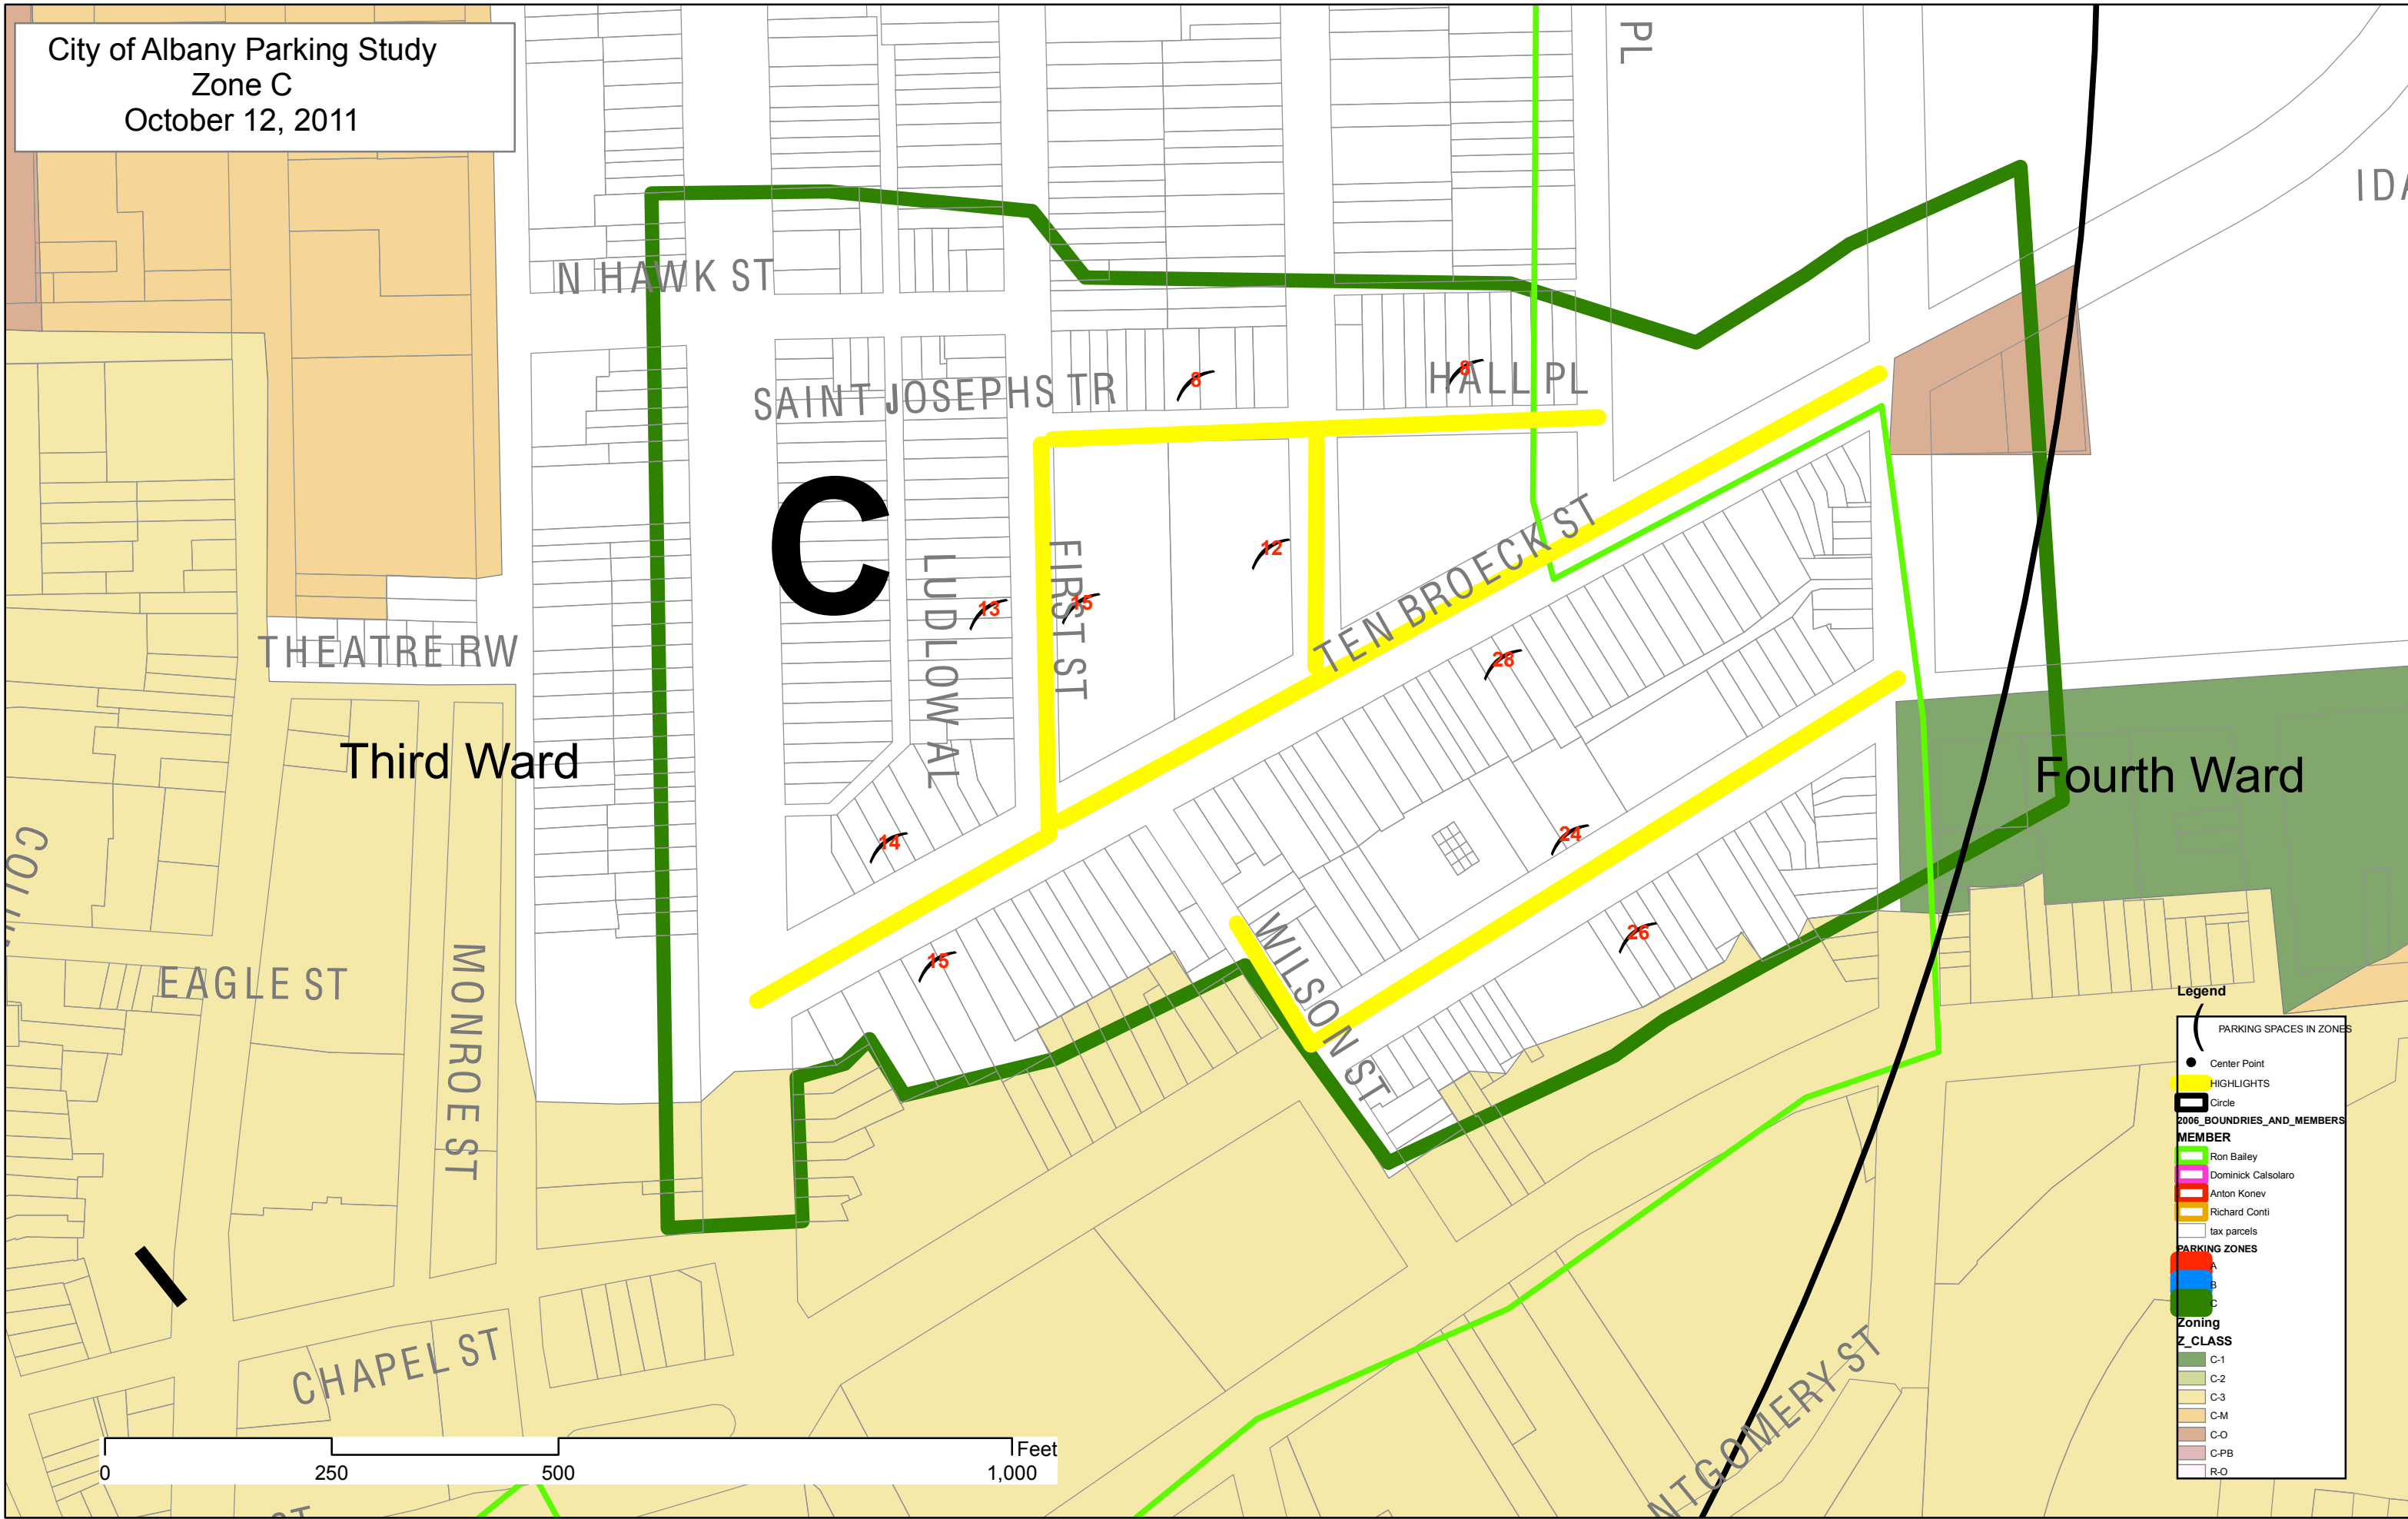 City of Albany Parking Study
Zone C
October 12, 2011
PL
IDA
N HAWK ST
SAINT JOSEPHS TR
HALL PL
8
8
C
12
13
15
LUDLOW AL
FIRST ST
TEN BROECK ST
THEATRE RW
28
Third Ward
Fourth Ward
14
24
15
26
WILSON ST
EAGLE ST
MONROE ST
CHAPEL ST
NTGOMERY ST
ST
0
250
500
1,000
Feet
Legend
PARKING SPACES IN ZONES
Center Point
HIGHLIGHTS
Circle
2006_BOUNDRIES_AND_MEMBERS
MEMBER
Ron Bailey
Dominick Calsolaro
Anton Konev
Richard Conti
tax parcels
PARKING ZONES
A
B
C
Zoning
Z_CLASS
C-1
C-2
C-3
C-M
C-O
C-PB
R-O